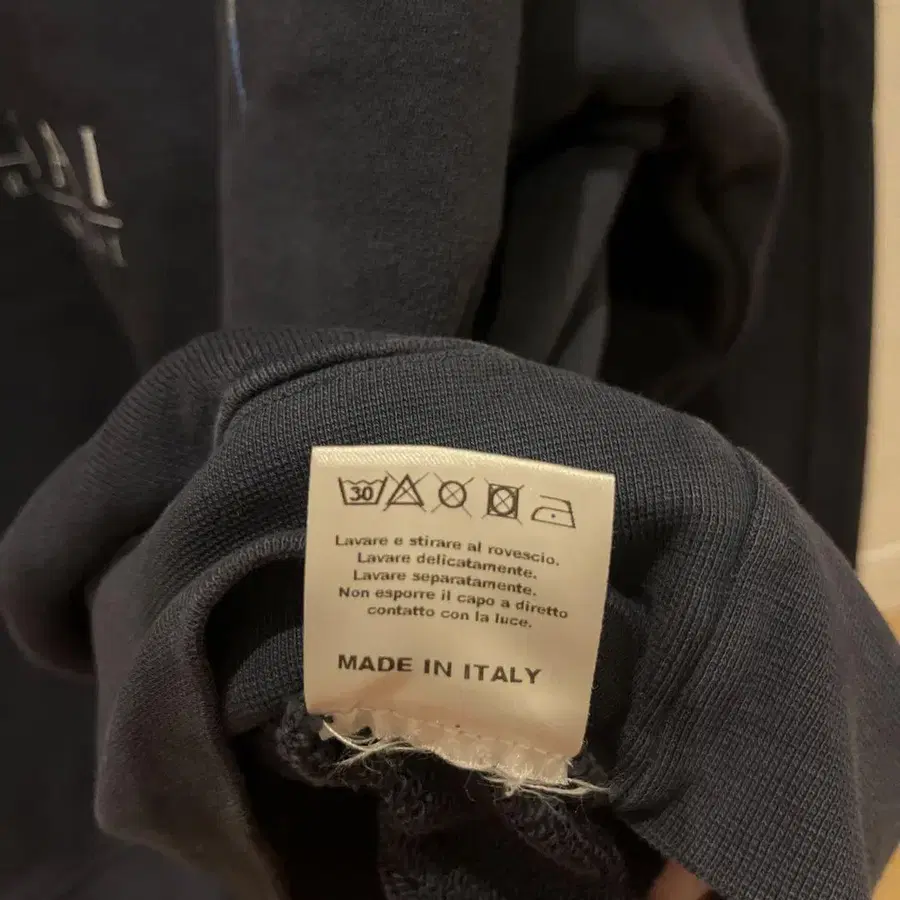 30
Lavare e stirare al rovescio.
Lavare delicatamente.
Lavare separatamente.
Non esporre il capo a diretto
contatto con la luce.
MADE IN ITALY